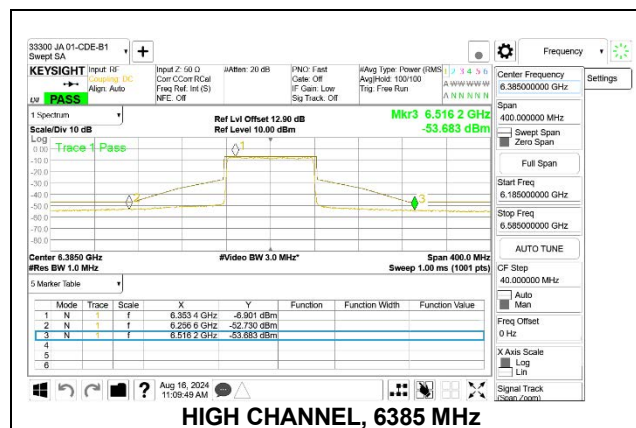 33300 JA 01-CDE-B1
Swept SA
Frequency
Settings
KEYSIGHT Input: RF
Coupling: DC
Align: Auto
Input Z: 50 Ω
Corr CCorr RCal
Freq Ref: Int (S)
NFE: Off
#Atten: 20 dB
PNO: Fast
Gate: Off
IF Gain: Low
Sig Track: Off
#Avg Type: Power (RMS
Avg|Hold: 100/100
Trig: Free Run
1 2 3 4 5 6
A W W W W W
A N N N N N
PASS
1 Spectrum
Scale/Div 10 dB
Ref Lvl Offset 12.90 dB
Ref Level 10.00 dBm
Mkr3 6.516 2 GHz
-53.683 dBm
Log
Trace 1 Pass
0.00
-10.0
-20.0
-30.0
-40.0
-50.0
-60.0
-70.0
-80.0
1
2
3
Center 6.3850 GHz
#Res BW 1.0 MHz
#Video BW 3.0 MHz*
Span 400.0 MHz
Sweep 1.00 ms (1001 pts)
5 Marker Table
Mode Trace Scale X Y Function Function Width Function Value
1 N 1 f 6.353 4 GHz -6.901 dBm
2 N 1 f 6.256 6 GHz -52.730 dBm
3 N 1 f 6.516 2 GHz -53.683 dBm
4
5
6
Center Frequency
6.385000000 GHz
Span
400.000000 MHz
Swept Span
Zero Span
Full Span
Start Freq
6.185000000 GHz
Stop Freq
6.585000000 GHz
AUTO TUNE
CF Step
40.000000 MHz
Auto
Man
Freq Offset
0 Hz
X Axis Scale
Log
Lin
Signal Track
(Span Zoom)
?
Aug 16, 2024
11:09:49 AM
HIGH CHANNEL, 6385 MHz